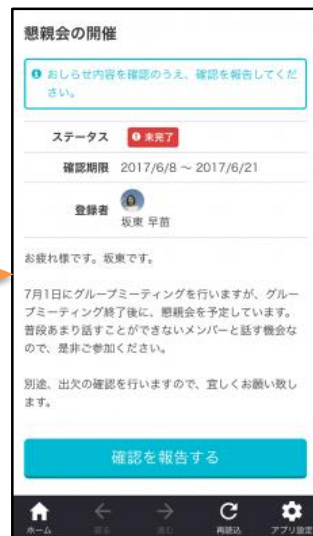 懇親会の開催
おしらせ内容を確認のうえ、確認を報告してくだ
さい。
ステータス 未完了
確認期限 2017/6/8 ～ 2017/6/21
登録者
坂東 早苗
お疲れ様です。坂東です。
7月1日にグループミーティングを行いますが、グルー
プミーティング終了後に、懇親会を予定しています。
普段あまり話すことができないメンバーと話す機会な
ので、是非ご参加ください。
別途、出欠の確認を行いますので、宜しくお願い致し
ます。
確認を報告する
ホーム 戻る 進む 再読込 アプリ設定